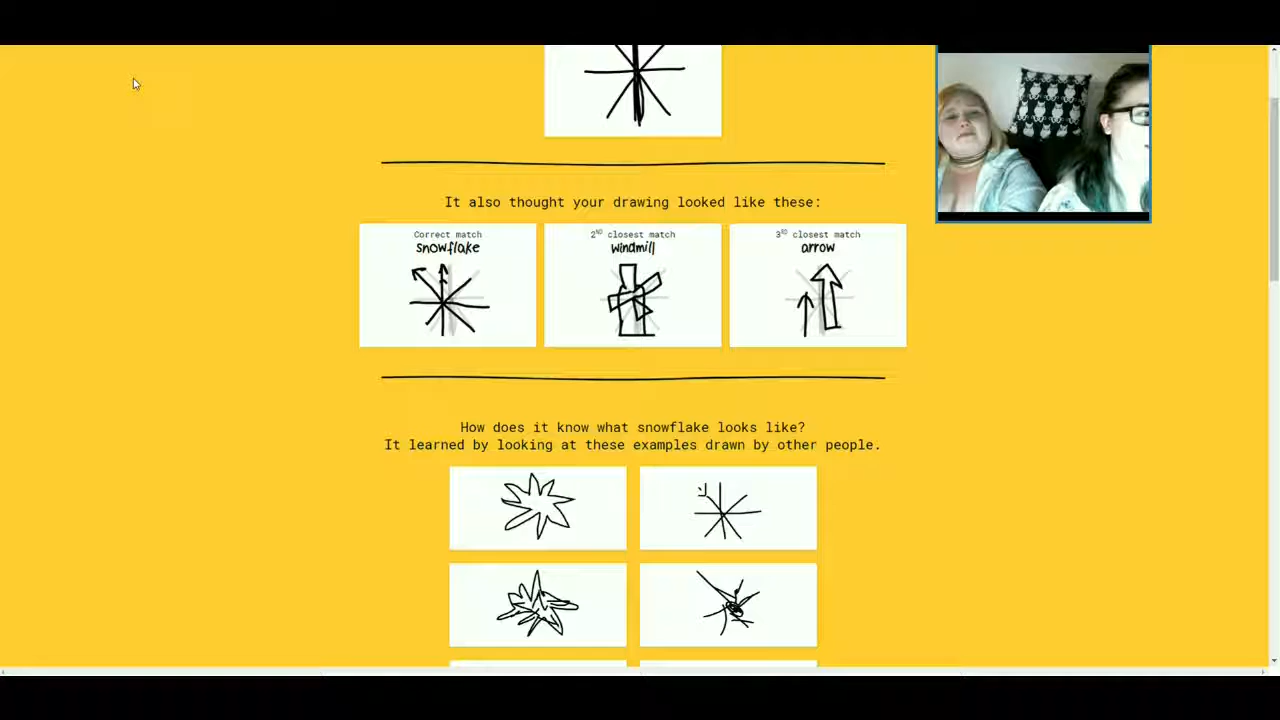 It also thought your drawing looked like these:
Correct match
snowflake
2ND closest match
windmill
3RD closest match
arrow
How does it know what snowflake looks like?
It learned by looking at these examples drawn by other people.